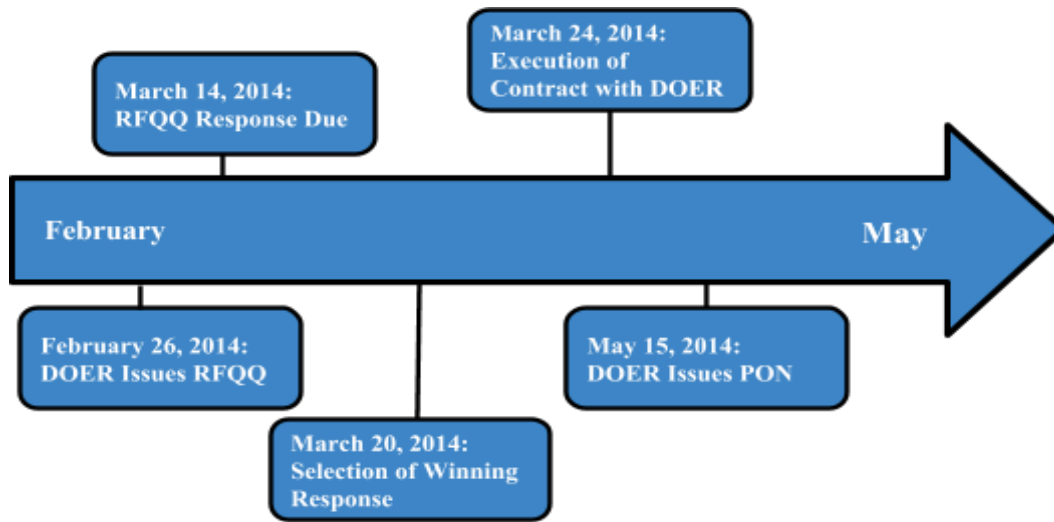 March 24, 2014:
Execution of
Contract with DOER
March 14, 2014:
RFQQ Response Due
February
May
February 26, 2014:
DOER Issues RFQQ
May 15, 2014:
DOER Issues PON
March 20, 2014:
Selection of Winning
Response